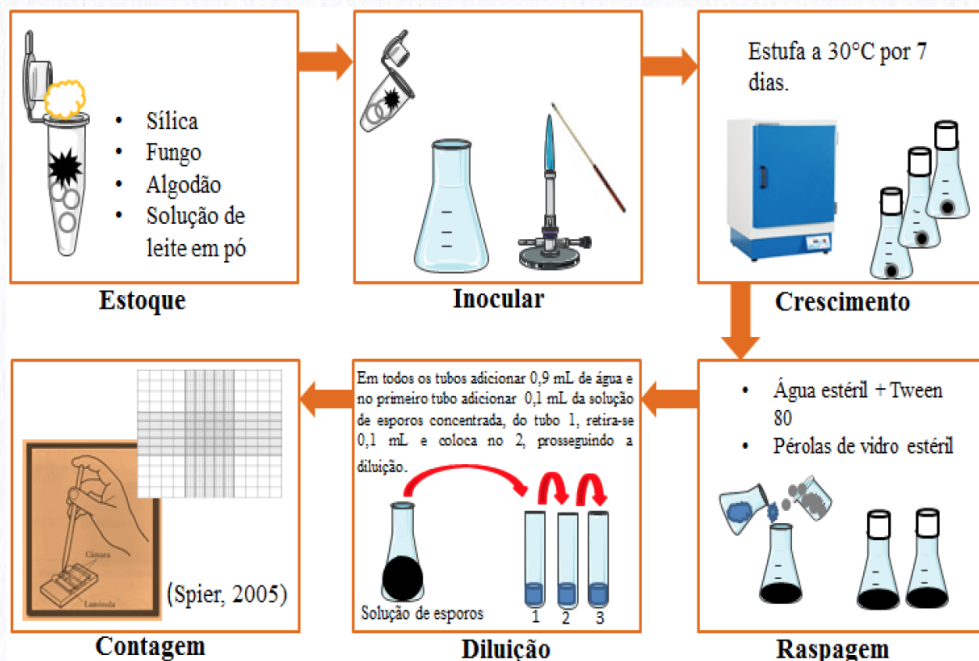 • Sílica
• Fungo
• Algodão
• Solução de
leite em pó
Estoque
Inocular
Estufa a 30°C por 7
dias.
Crescimento
• Água estéril + Tween
80
• Pérolas de vidro estéril
Raspagem
Em todos os tubos adicionar 0,9 mL de água e
no primeiro tubo adicionar 0,1 mL da solução
de esporos concentrada, do tubo 1, retira-se
0,1 mL e coloca no 2, prosseguindo a
diluição.
Solução de esporos
1 2 3
Diluição
Câmara
Lamínula
(Spier, 2005)
Contagem